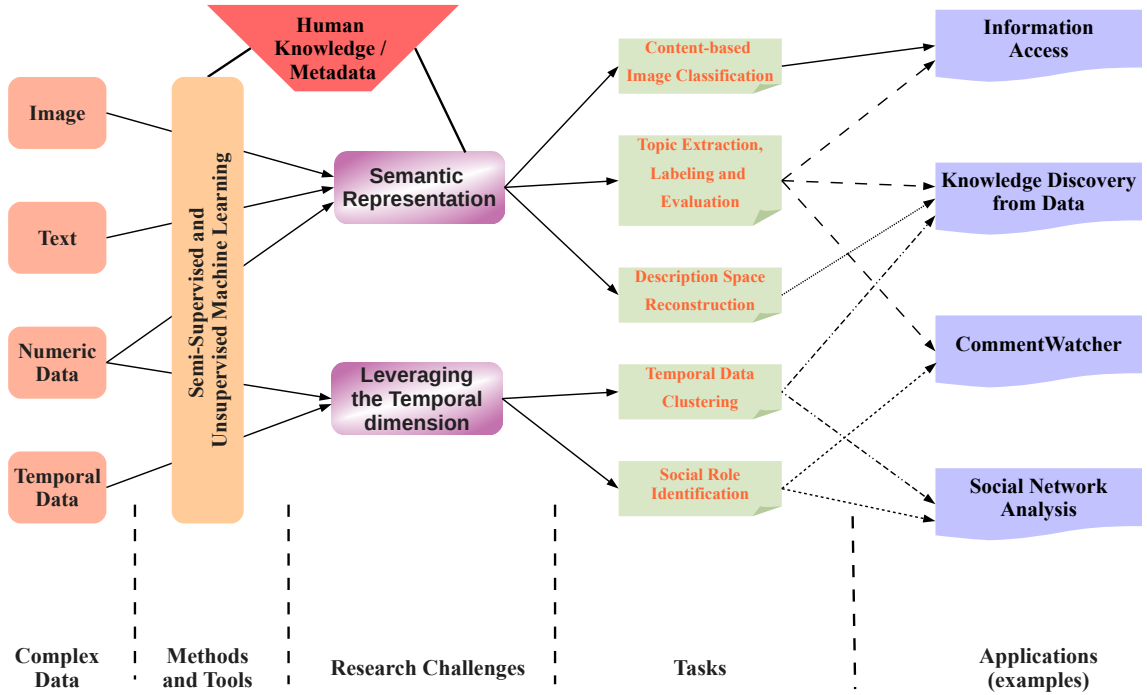 Human
Knowledge /
Metadata
Image
Text
Numeric
Data
Temporal
Data
Semi-Supervised and
Unsupervised Machine Learning
Semantic
Representation
Leveraging
the Temporal
dimension
Content-based
Image Classification
Topic Extraction,
Labeling and
Evaluation
Description Space
Reconstruction
Temporal Data
Clustering
Social Role
Identification
Information
Access
Knowledge Discovery
from Data
CommentWatcher
Social Network
Analysis
Complex
Data
Methods
and Tools
Research Challenges
Tasks
Applications
(examples)